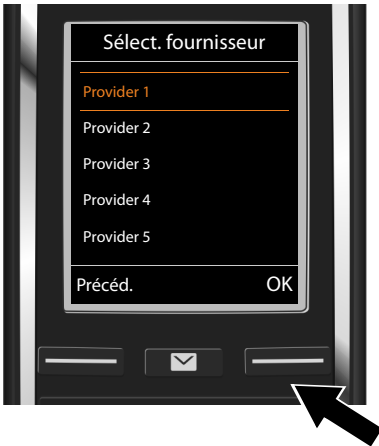 Sélect. fournisseur
Provider 1
Provider 2
Provider 3
Provider 4
Provider 5
Précéd. OK